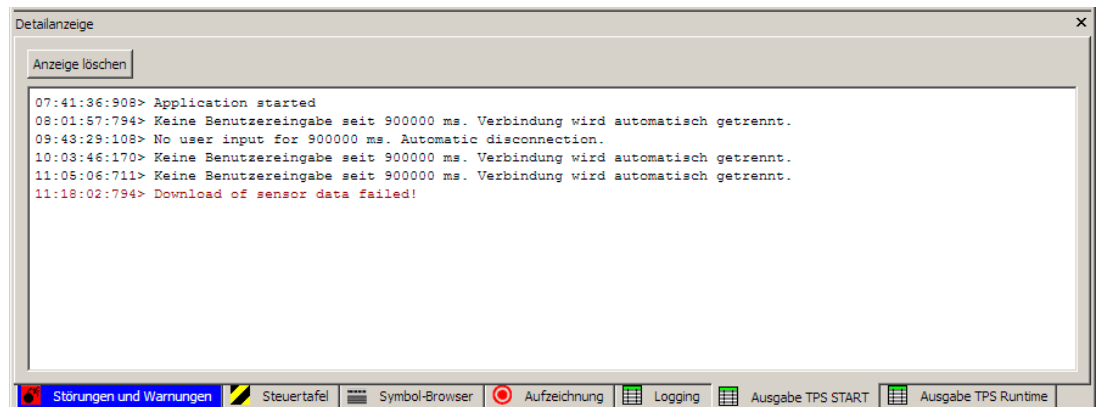 Detailanzeige
Anzeige löschen
07:41:36:908> Application started
08:01:57:794> Keine Benutzereingabe seit 900000 ms. Verbindung wird automatisch getrennt.
09:43:29:108> No user input for 900000 ms. Automatic disconnection.
10:03:46:170> Keine Benutzereingabe seit 900000 ms. Verbindung wird automatisch getrennt.
11:05:06:711> Keine Benutzereingabe seit 900000 ms. Verbindung wird automatisch getrennt.
11:18:02:794> Download of sensor data failed!
Störungen und Warnungen Steuertafel Symbol-Browser Aufzeichnung Logging Ausgabe TPS START Ausgabe TPS Runtime